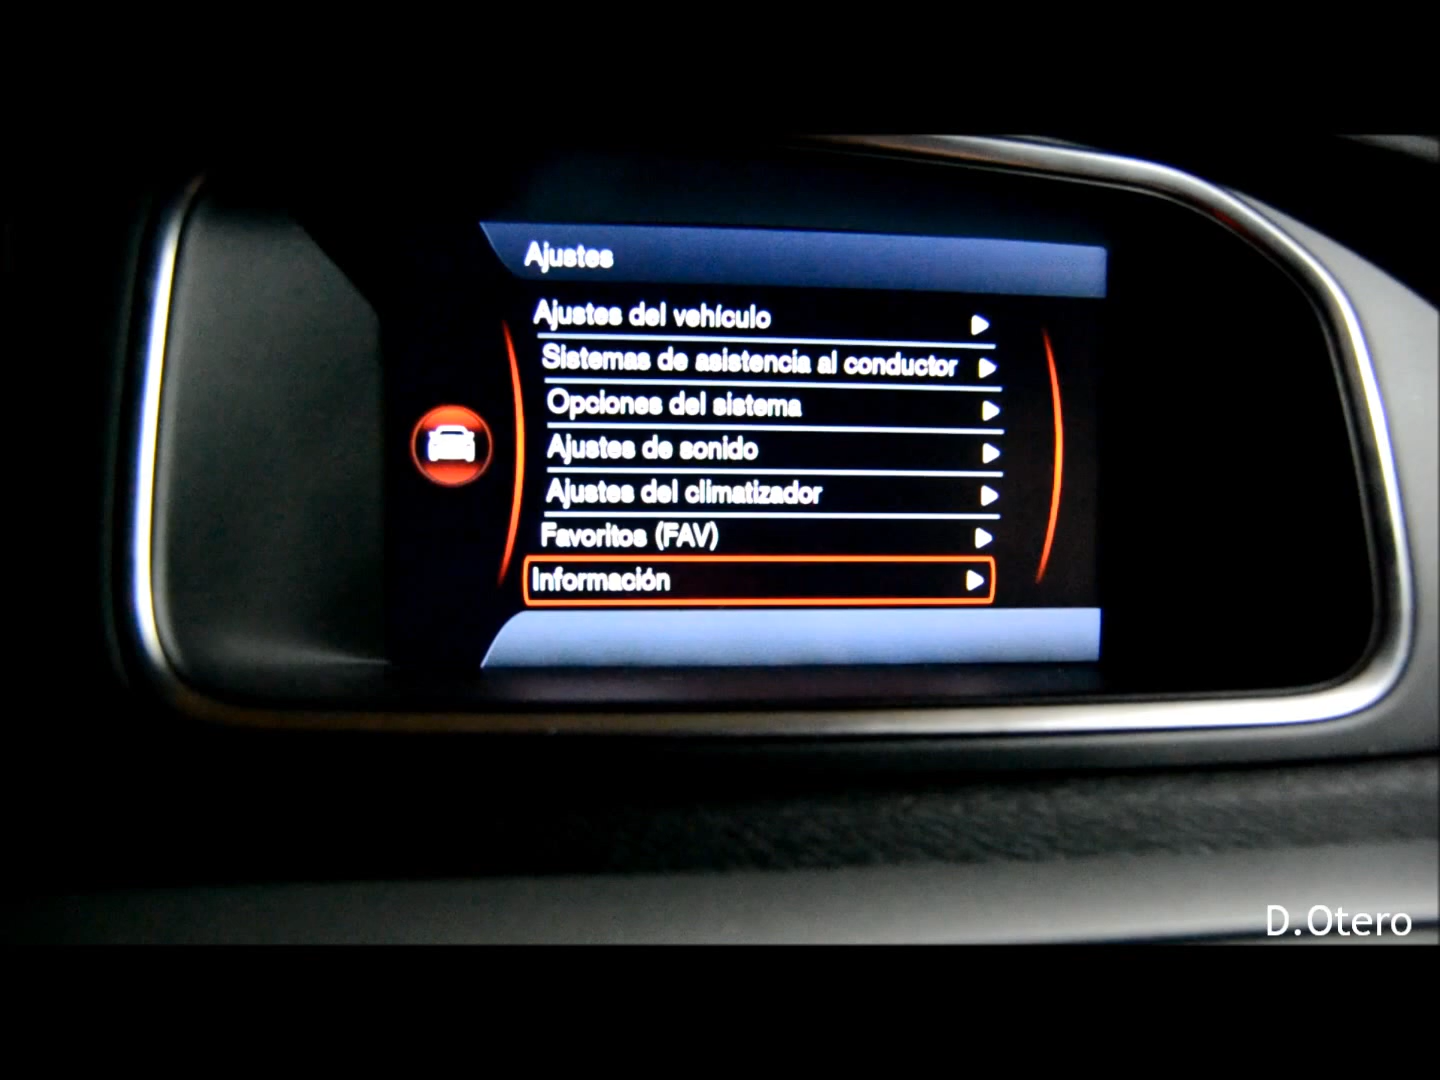 Ajustes
Ajustes del vehículo
Sistemas de asistencia al conductor
Opciones del sistema
Ajustes de sonido
Ajustes del climatizador
Favoritos (FAV)
Información
D.Otero